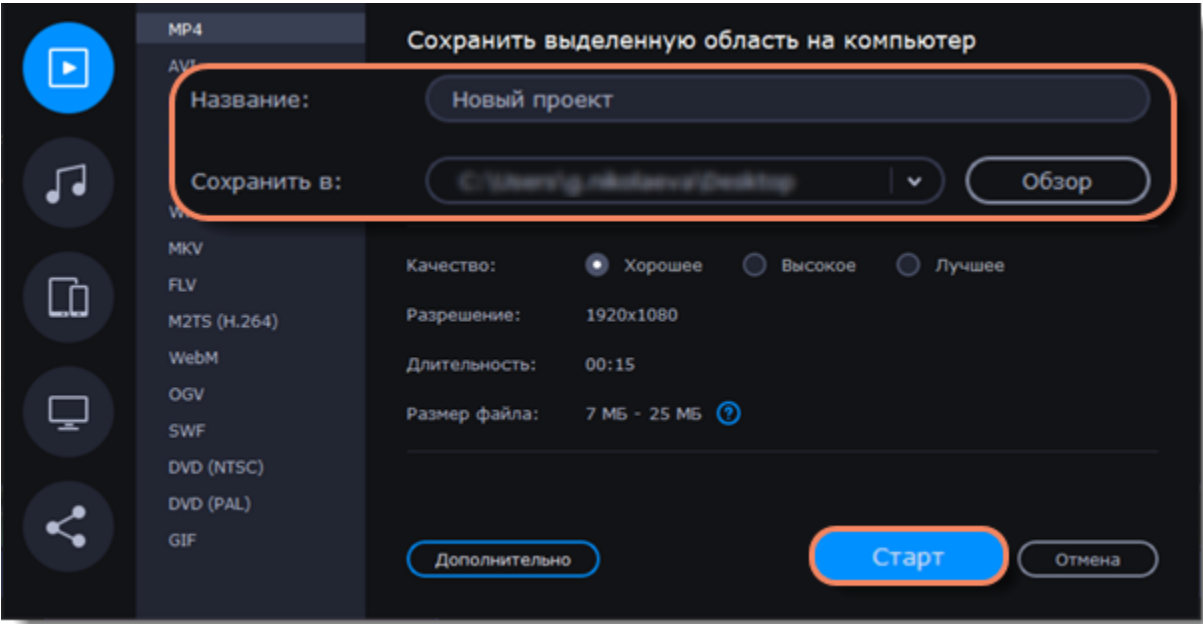 MP4
AVI
MKV
FLV
M2TS (H.264)
WebM
OGV
SWF
DVD (NTSC)
DVD (PAL)
GIF
Сохранить выделенную область на компьютер
Название: Новый проект
Сохранить в: Обзор
Качество: Хорошее Высокое Лучшее
Разрешение: 1920x1080
Длительность: 00:15
Размер файла: 7 МБ - 25 МБ ?
Дополнительно Старт Отмена